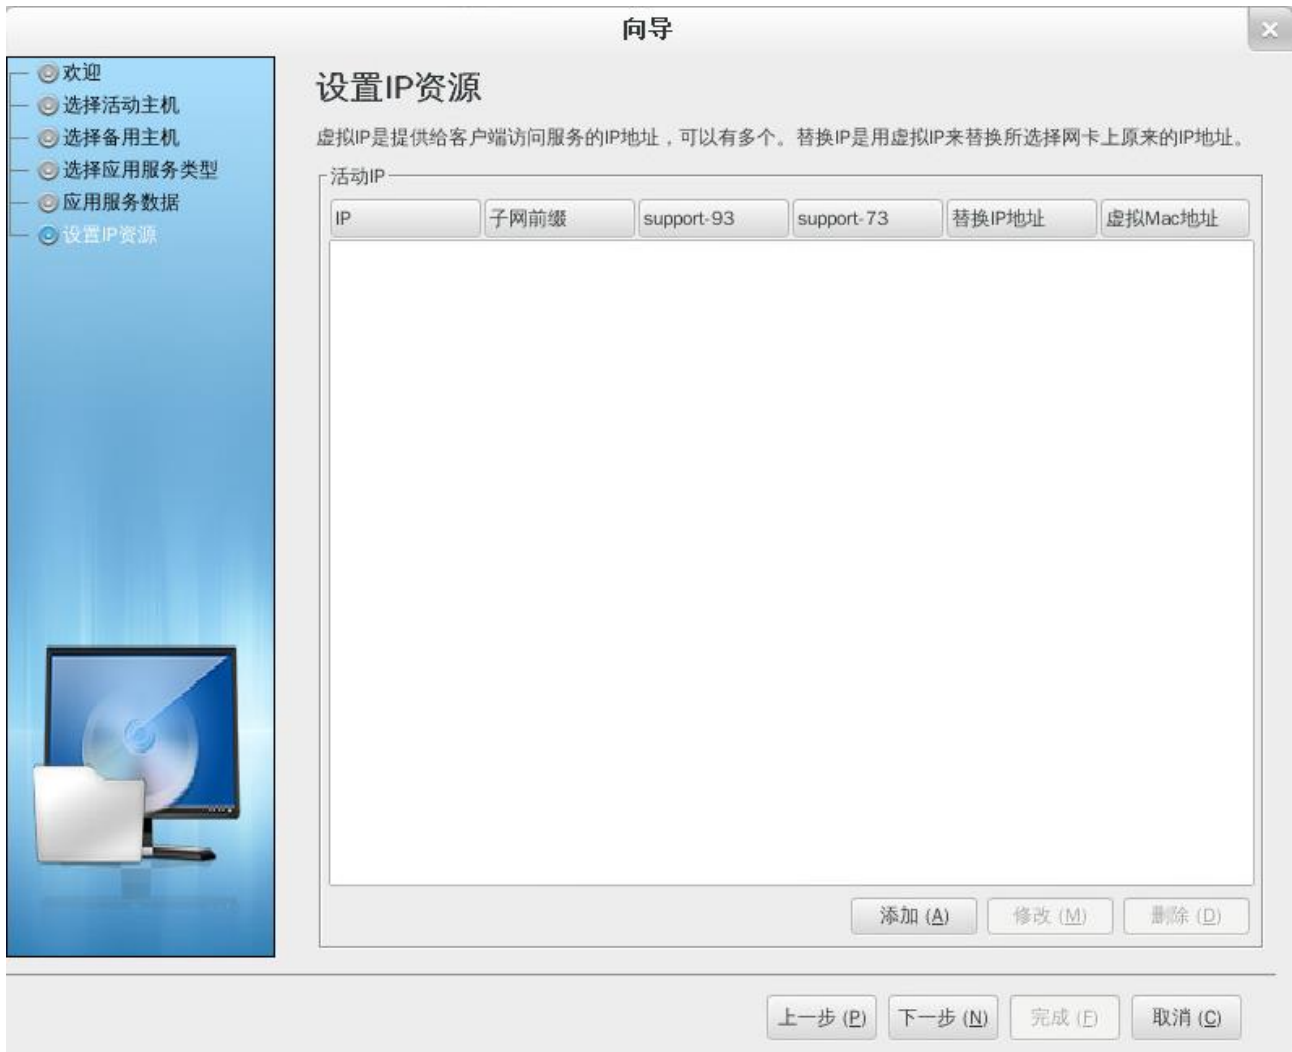 向导
欢迎
选择活动主机
选择备用主机
选择应用服务类型
应用服务数据
设置IP资源
设置IP资源
虚拟IP是提供给客户端访问服务的IP地址，可以有多个。替换IP是用虚拟IP来替换所选择网卡上原来的IP地址。
活动IP
IP 子网前缀 support-93 support-73 替换IP地址 虚拟Mac地址
添加 (A) 修改 (M) 删除 (D)
上一步 (P) 下一步 (N) 完成 (F) 取消 (C)